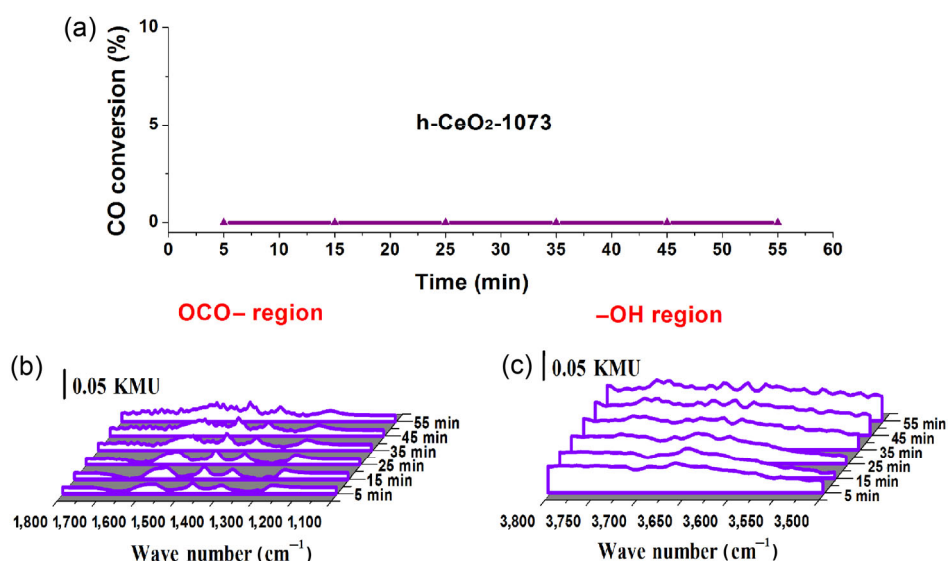 (a)
10
5
0
CO conversion (%)
h-CeO₂-1073
0 5 10 15 20 25 30 35 40 45 50 55 60
Time (min)
OCO– region
–OH region
(b)
0.05 KMU
55 min
45 min
35 min
26 min
15 min
5 min
1,800 1,700 1,600 1,500 1,400 1,300 1,200 1,100
Wave number (cm⁻¹)
(c)
0.05 KMU
55 min
45 min
35 min
25 min
15 min
5 min
3,800 3,750 3,700 3,650 3,600 3,550 3,500
Wave number (cm⁻¹)